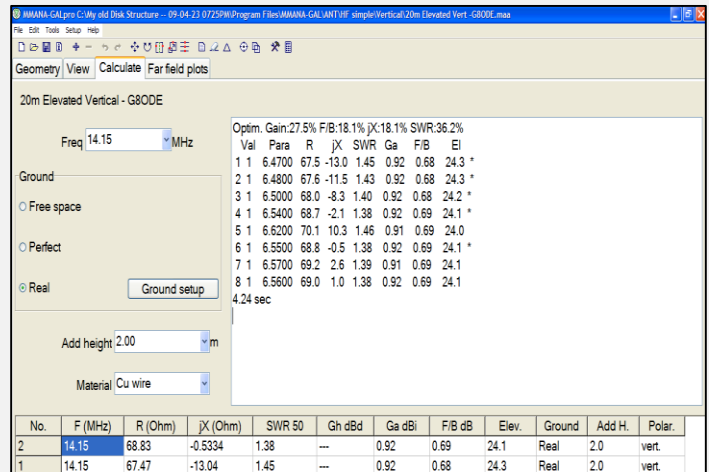 MMANA-GALpro C:\My old Disk Structure -- 09-04-23 0725PM\Program Files\MMANA-GAL\ANT\HF simple\Vertical\20m Elevated Vert -G8ODE.maa
File Edit Tools Setup Help
Geometry View Calculate Far field plots
20m Elevated Vertical - G8ODE
Freq 14.15 MHz
Ground
Free space
Perfect
Real Ground setup
Add height 2.00 m
Material Cu wire
Optim. Gain:27.5% F/B:18.1% jX:18.1% SWR:36.2%
Val Para R jX SWR Ga F/B El
1 1 6.4700 67.5 -13.0 1.45 0.92 0.68 24.3 *
2 1 6.4800 67.6 -11.5 1.43 0.92 0.68 24.3 *
3 1 6.5000 68.0 -8.3 1.40 0.92 0.68 24.2 *
4 1 6.5400 68.7 -2.1 1.38 0.92 0.69 24.1 *
5 1 6.6200 70.1 10.3 1.46 0.91 0.69 24.0
6 1 6.5500 68.8 -0.5 1.38 0.92 0.69 24.1 *
7 1 6.5700 69.2 2.6 1.39 0.91 0.69 24.1
8 1 6.5600 69.0 1.0 1.38 0.92 0.69 24.1
4.24 sec
No. F (MHz) R (Ohm) jX (Ohm) SWR 50 Gh dBd Ga dBi F/B dB Elev. Ground Add H. Polar.
2 14.15 68.83 -0.5334 1.38 --- 0.92 0.69 24.1 Real 2.0 vert.
1 14.15 67.47 -13.04 1.45 --- 0.92 0.68 24.3 Real 2.0 vert.